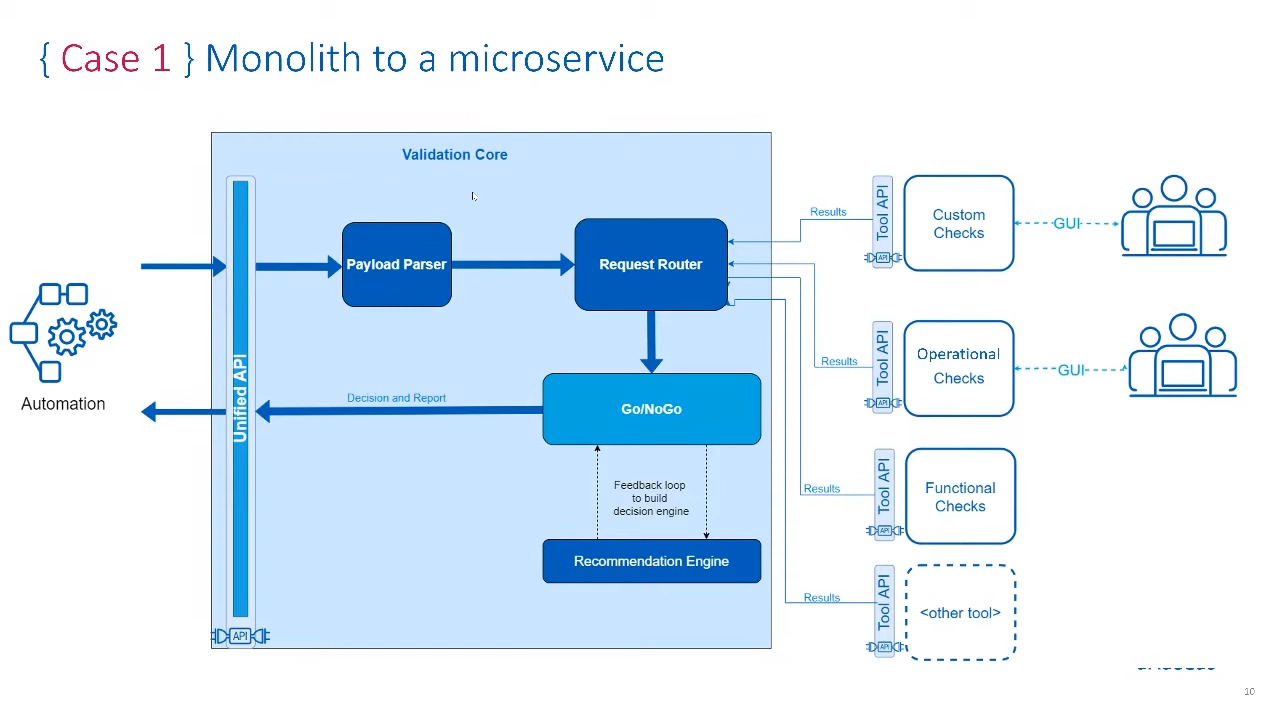 { Case 1 } Monolith to a microservice
Validation Core
Unified API
API
Automation
Payload Parser
Request Router
Decision and Report
Go/NoGo
Feedback loop
to build
decision engine
Recommendation Engine
Results
Tool API
API
Custom
Checks
GUI
Results
Tool API
API
Operational
Checks
GUI
Results
Tool API
API
Functional
Checks
Results
Tool API
API
<other tool>
10